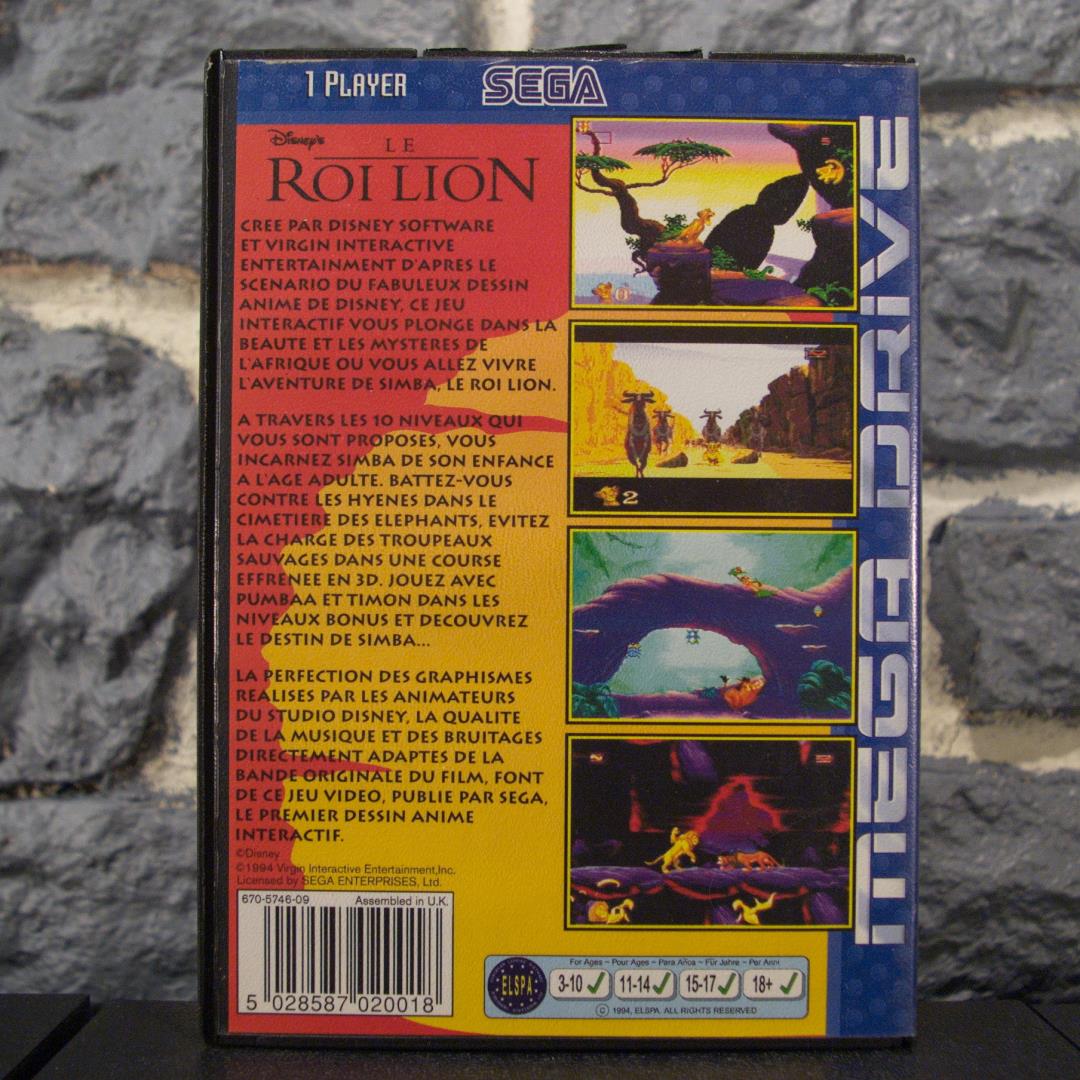 1 PLAYER
SEGA
Disney's
LE
ROI LION
CREE PAR DISNEY SOFTWARE
ET VIRGIN INTERACTIVE
ENTERTAINMENT D'APRES LE
SCENARIO DU FABULEUX DESSIN
ANIME DE DISNEY, CE JEU
INTERACTIF VOUS PLONGE DANS LA
BEAUTE ET LES MYSTERES DE
L'AFRIQUE OU VOUS ALLEZ VIVRE
L'AVENTURE DE SIMBA, LE ROI LION.
A TRAVERS LES 10 NIVEAUX QUI
VOUS SONT PROPOSES, VOUS
INCARNEZ SIMBA DE SON ENFANCE
A L'AGE ADULTE. BATTEZ-VOUS
CONTRE LES HYENES DANS LE
CIMETIERE DES ELEPHANTS, EVITEZ
LA CHARGE DES TROUPEAUX
SAUVAGES DANS UNE COURSE
EFFRENEE EN 3D. JOUEZ AVEC
PUMBAA ET TIMON DANS LES
NIVEAUX BONUS ET DECOUVREZ
LE DESTIN DE SIMBA...
LA PERFECTION DES GRAPHISMES
REALISES PAR LES ANIMATEURS
DU STUDIO DISNEY, LA QUALITE
DE LA MUSIQUE ET DES BRUITAGES
DIRECTEMENT ADAPTES DE LA
BANDE ORIGINALE DU FILM, FONT
DE CE JEU VIDEO, PUBLIE PAR SEGA,
LE PREMIER DESSIN ANIME
INTERACTIF.
©Disney
©1994 Virgin Interactive Entertainment,Inc.
Licensed by SEGA ENTERPRISES, Ltd.
670-5746-09 Assembled in U.K.
5 028587 020018
2
MEGA DRIVE
For Ages ~ Pour Ages ~ Para Años ~ Für Jahre ~ Per Anni
ELSPA 3-10 11-14 15-17 18+
© 1994, ELSPA. ALL RIGHTS RESERVED